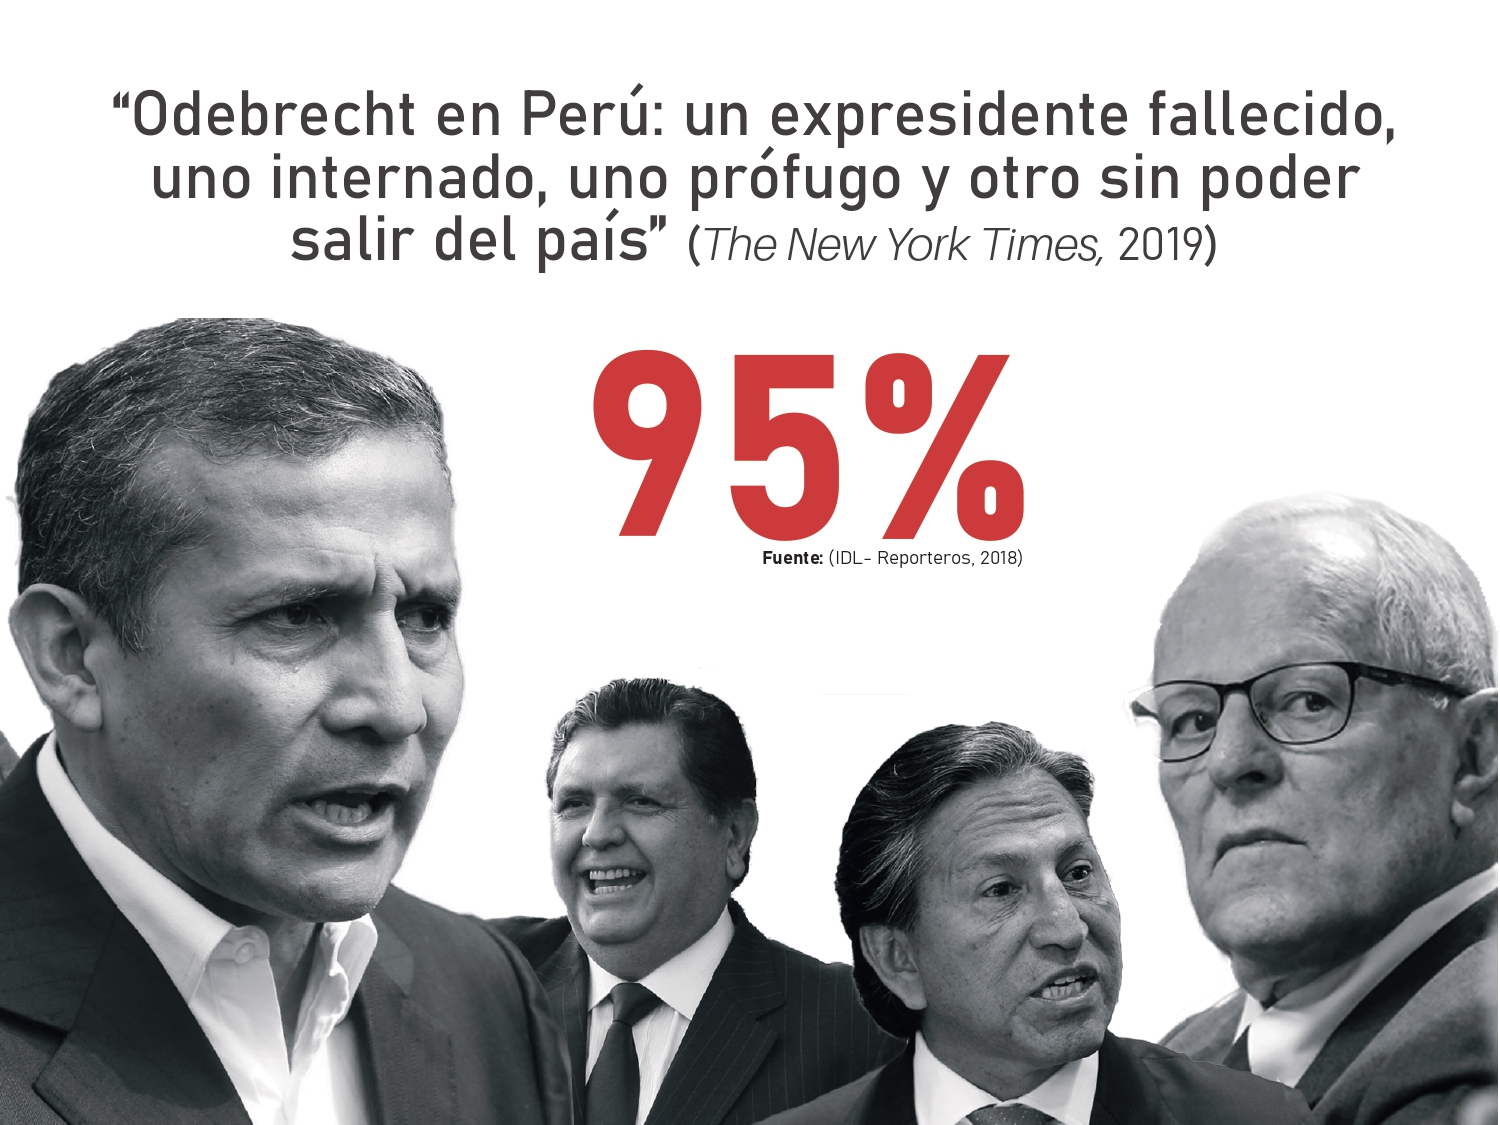 “Odebrecht en Perú: un expresidente fallecido,
uno internado, uno prófugo y otro sin poder
salir del país” (The New York Times, 2019)
95%
Fuente: (IDL- Reporteros, 2018)